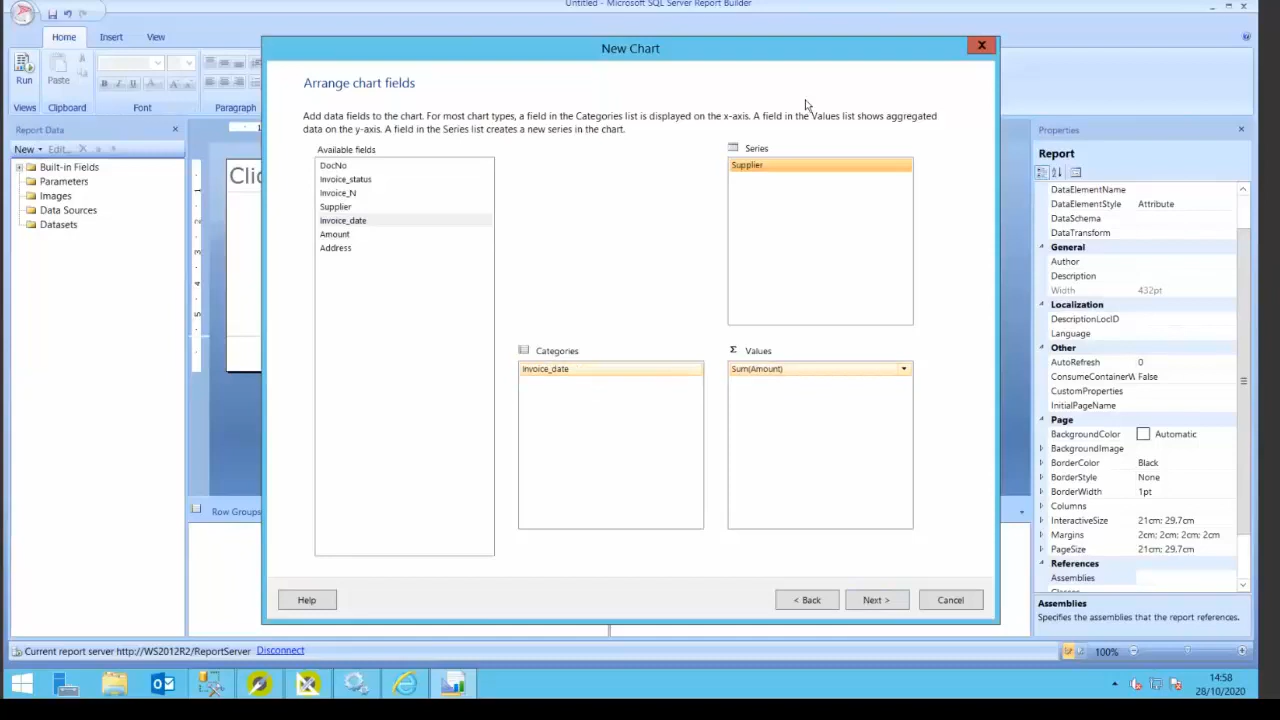 Untitled - Microsoft SQL Server Report Builder
Home Insert View
Run Paste
B I U
Views Clipboard Font Paragraph
New Chart
X
Arrange chart fields
Add data fields to the chart. For most chart types, a field in the Categories list is displayed on the x-axis. A field in the Values list shows aggregated
data on the y-axis. A field in the Series list creates a new series in the chart.
Available fields
DocNo
Invoice_status
Invoice_N
Supplier
Invoice_date
Amount
Address
Series
Supplier
Categories
Invoice_date
Σ Values
Sum(Amount)
Help
< Back
Next >
Cancel
Report Data
New Edit...
Built-in Fields
Parameters
Images
Data Sources
Datasets
Clic
Row Groups
Properties
Report
DataElementName
DataElementStyle Attribute
DataSchema
DataTransform
General
Author
Description
Width 432pt
Localization
DescriptionLocID
Language
Other
AutoRefresh 0
ConsumeContainerW False
CustomProperties
InitialPageName
Page
BackgroundColor Automatic
BackgroundImage
BorderColor Black
BorderStyle None
BorderWidth 1pt
Columns
InteractiveSize 21cm; 29.7cm
Margins 2cm; 2cm; 2cm; 2cm
PageSize 21cm; 29.7cm
References
Assemblies
Assemblies
Specifies the assemblies that the report references.
Current report server http://WS2012R2/ReportServer Disconnect
100%
14:58
28/10/2020